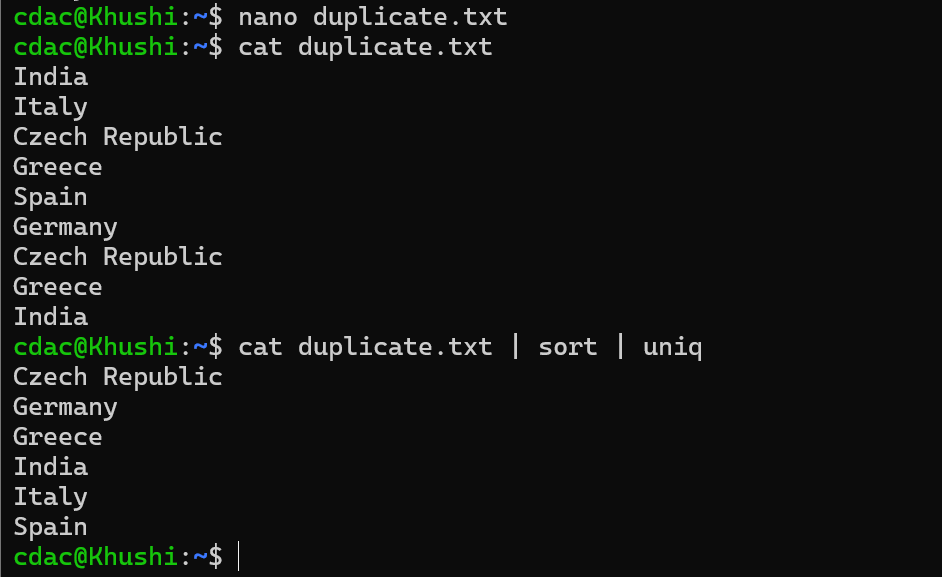 cdac@Khushi:~$ nano duplicate.txt
cdac@Khushi:~$ cat duplicate.txt
India
Italy
Czech Republic
Greece
Spain
Germany
Czech Republic
Greece
India
cdac@Khushi:~$ cat duplicate.txt | sort | uniq
Czech Republic
Germany
Greece
India
Italy
Spain
cdac@Khushi:~$